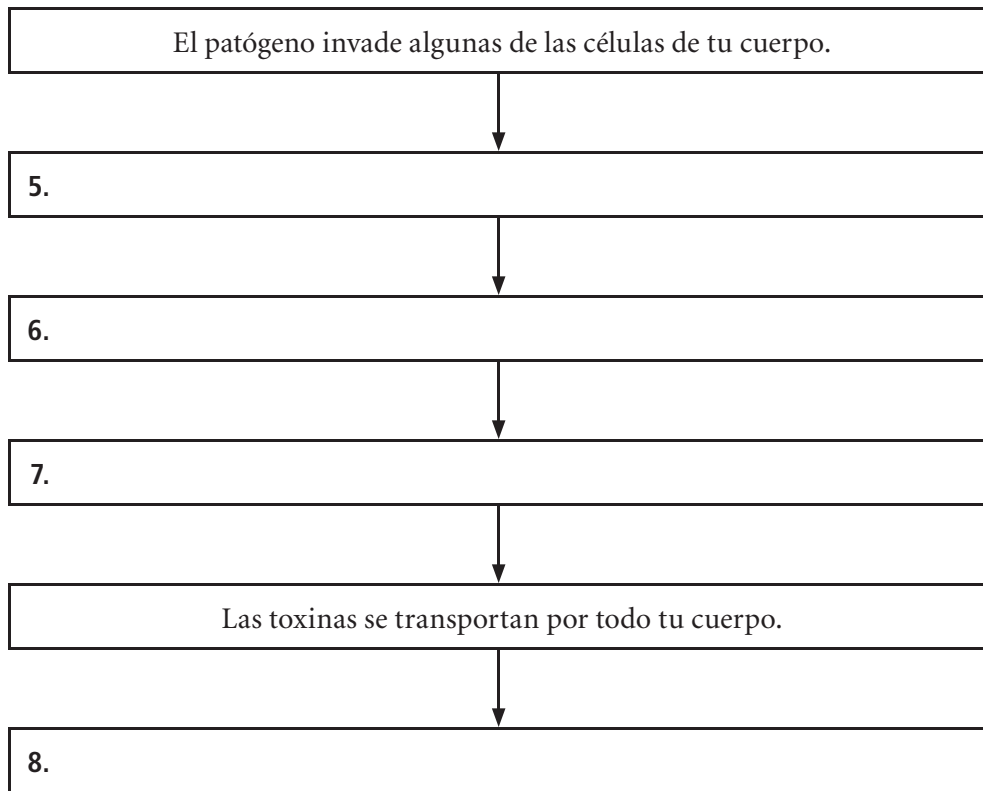 El patógeno invade algunas de las células de tu cuerpo.
5.
6.
7.
Las toxinas se transportan por todo tu cuerpo.
8.